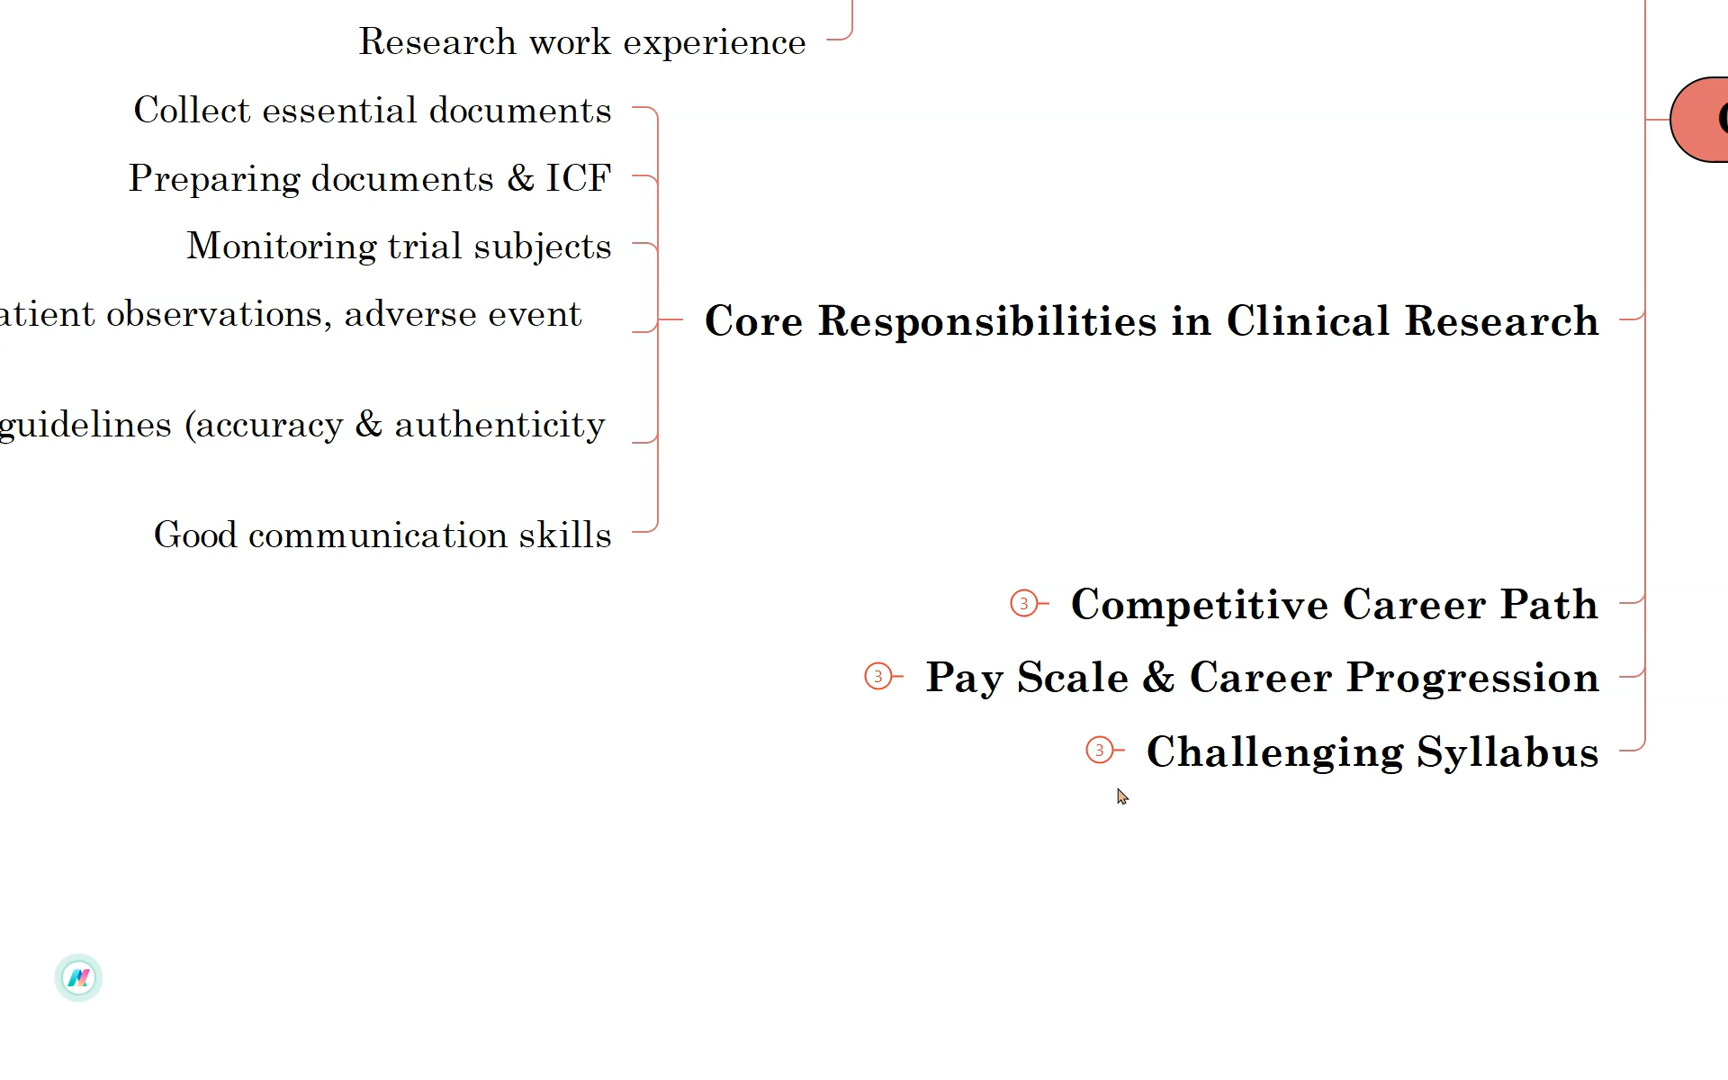 Research work experience
Collect essential documents
Preparing documents & ICF
Monitoring trial subjects
observations, adverse event
guidelines (accuracy & authenticity
Good communication skills
Core Responsibilities in Clinical Research
3 Competitive Career Path
3 Pay Scale & Career Progression
3 Challenging Syllabus